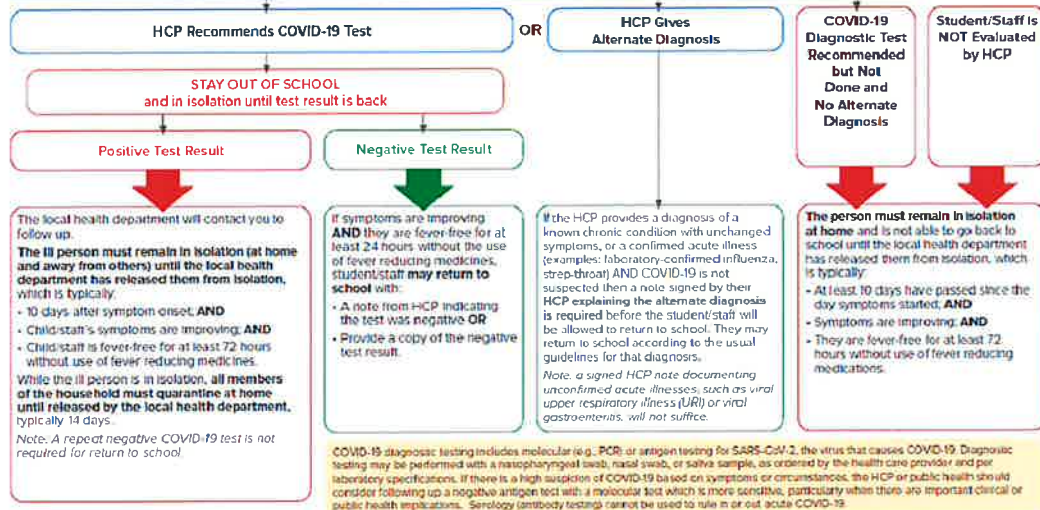 HCP Recommends COVID-19 Test
OR
HCP Gives
Alternate Diagnosis
COVID-19
Diagnostic Test
Recommended
but Not
Done and
No Alternate
Diagnosis
Student/Staff is
NOT Evaluated
by HCP
STAY OUT OF SCHOOL
and in isolation until test result is back
Positive Test Result
Negative Test Result
The local health department will contact you to
follow up.
The ill person must remain in isolation (at home
and away from others) until the local health
department has released them from isolation,
which is typically:
• 10 days after symptom onset; AND
• Child/staff's symptoms are improving; AND
• Child/staff is fever-free for at least 72 hours
without use of fever reducing medicines.
While the ill person is in isolation, all members
of the household must quarantine at home
until released by the local health department,
typically 14 days.
Note: A repeat negative COVID-19 test is not
required for return to school.
If symptoms are improving
AND they are fever-free for at
least 24 hours without the use
of fever reducing medicines,
student/staff may return to
school with:
• A note from HCP indicating
the test was negative OR
• Provide a copy of the negative
test result.
If the HCP provides a diagnosis of a
known chronic condition with unchanged
symptoms, or a confirmed acute illness
(examples: laboratory-confirmed influenza,
strep-throat) AND COVID-19 is not
suspected then a note signed by their
HCP explaining the alternate diagnosis
is required before the student/staff will
be allowed to return to school. They may
return to school according to the usual
guidelines for that diagnosis.
Note: a signed HCP note documenting
unconfirmed acute illnesses, such as viral
upper respiratory illness (URI) or viral
gastroenteritis, will not suffice.
The person must remain in isolation
at home and is not able to go back to
school until the local health department
has released them from isolation, which
is typically:
• At least 10 days have passed since the
day symptoms started; AND
• Symptoms are improving; AND
• They are fever-free for at least 72
hours without use of fever reducing
medications.
COVID-19 diagnostic testing includes molecular (e.g., PCR) or antigen testing for SARS-CoV-2, the virus that causes COVID-19. Diagnostic
testing may be performed with a nasopharyngeal swab, nasal swab, or saliva sample, as ordered by the health care provider and per
laboratory specifications. If there is a high suspicion of COVID-19 based on symptoms or circumstances, the HCP or public health should
consider following up a negative antigen test with a molecular test which is more sensitive, particularly when there are important clinical or
public health implications. Serology (antibody testing) cannot be used to rule in or out acute COVID-19.